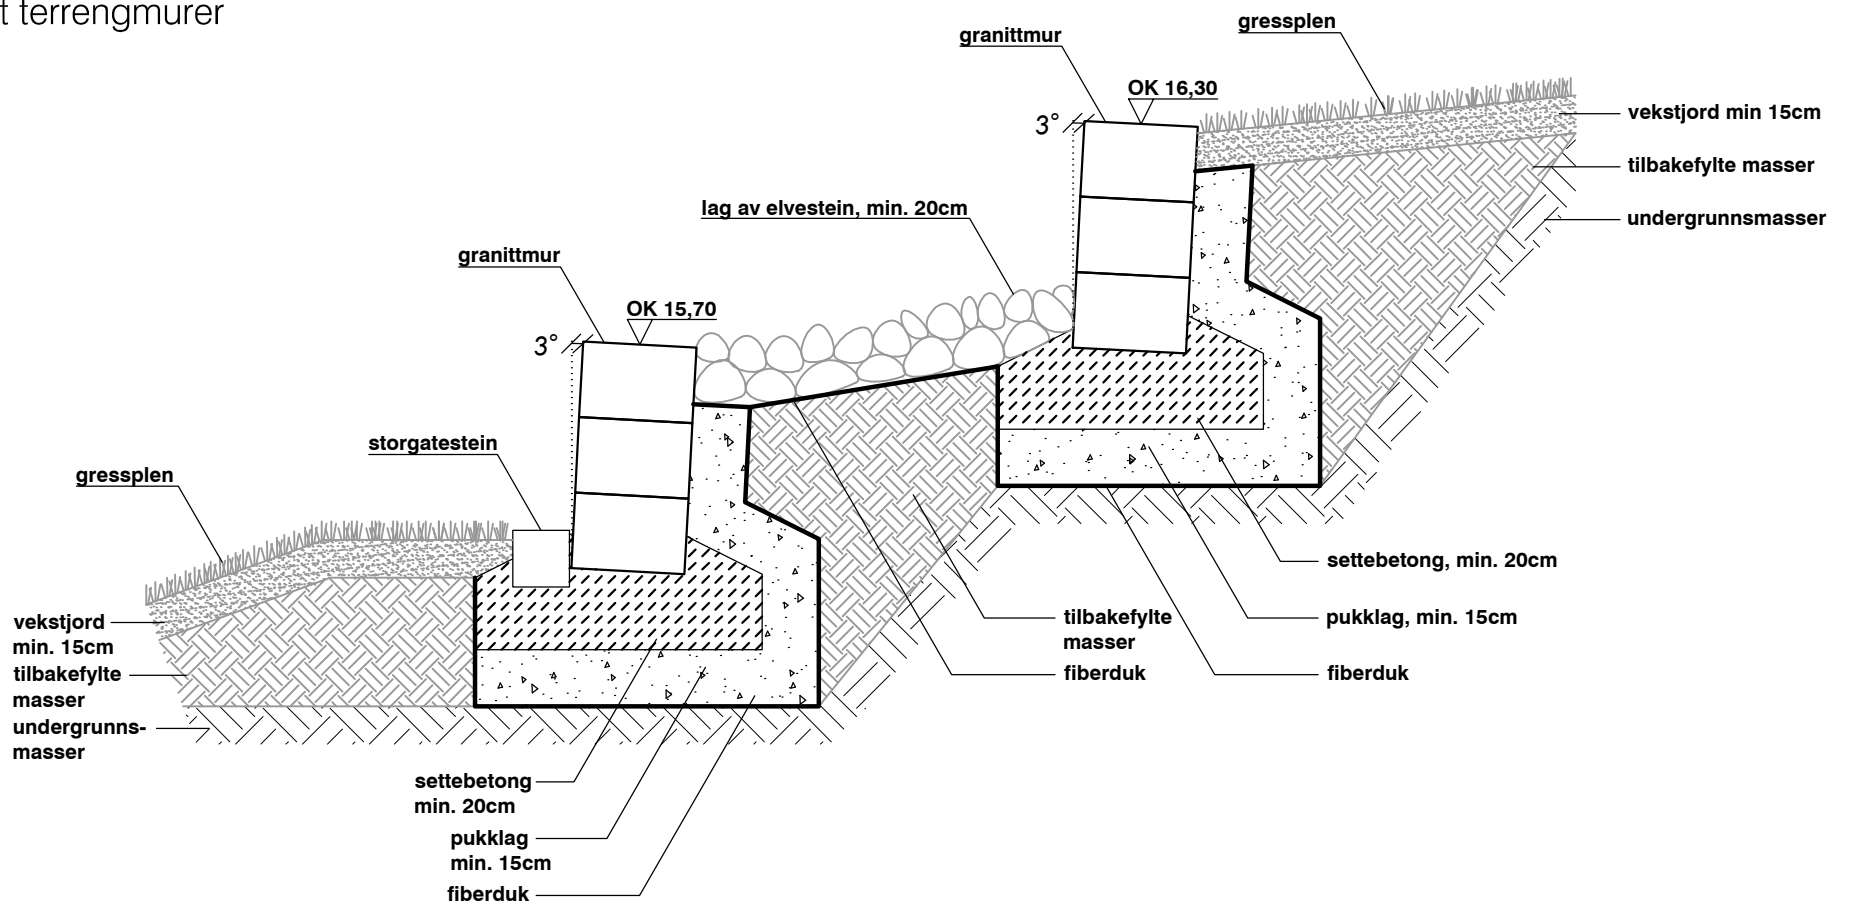 t terrengmurer
gressplen
granittmur
OK 16,30
3°
vekstjord min 15cm
tilbakefylte masser
lag av elvestein, min. 20cm
undergrunnsmasser
granittmur
OK 15,70
3°
storgatestein
gressplen
settebetong, min. 20cm
vekstjord
min. 15cm
tilbakefylte
masser
undergrunns-
masser
tilbakefylte
masser
fiberduk
pukklag, min. 15cm
fiberduk
settebetong
min. 20cm
pukklag
min. 15cm
fiberduk